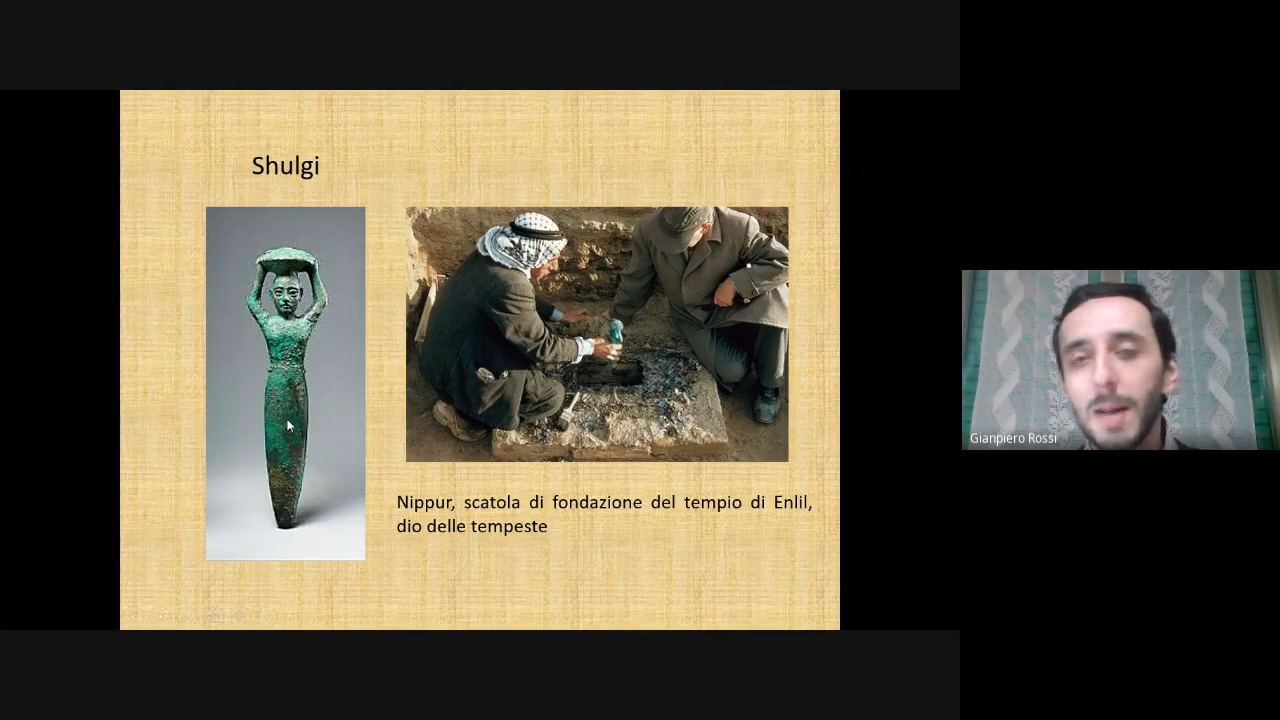 Shulgi
Nippur, scatola di fondazione del tempio di Enlil,
dio delle tempeste
Gianpiero Rossi